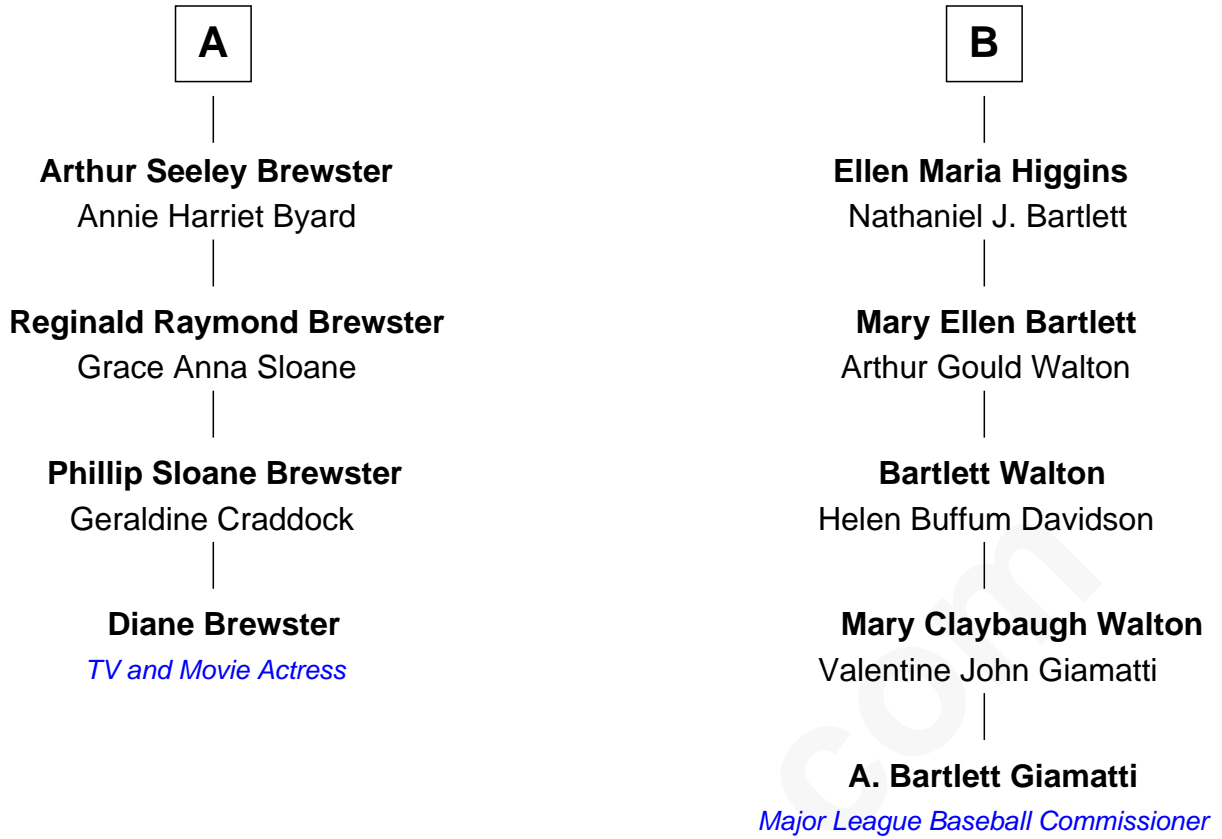 A
Arthur Seeley Brewster
Annie Harriet Byard
Reginald Raymond Brewster
Grace Anna Sloane
Phillip Sloane Brewster
Geraldine Craddock
Diane Brewster
TV and Movie Actress
B
Ellen Maria Higgins
Nathaniel J. Bartlett
Mary Ellen Bartlett
Arthur Gould Walton
Bartlett Walton
Helen Buffum Davidson
Mary Claybaugh Walton
Valentine John Giamatti
A. Bartlett Giamatti
Major League Baseball Commissioner
com